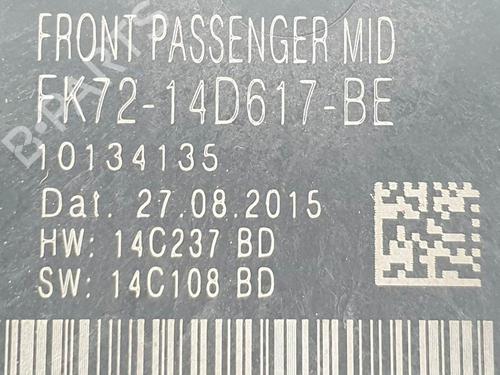 FRONT PASSENGER MID
FK72-14D617-BE
10134135
Dat. 27.08.2015
HW: 14C237 BD
SW: 14C108 BD